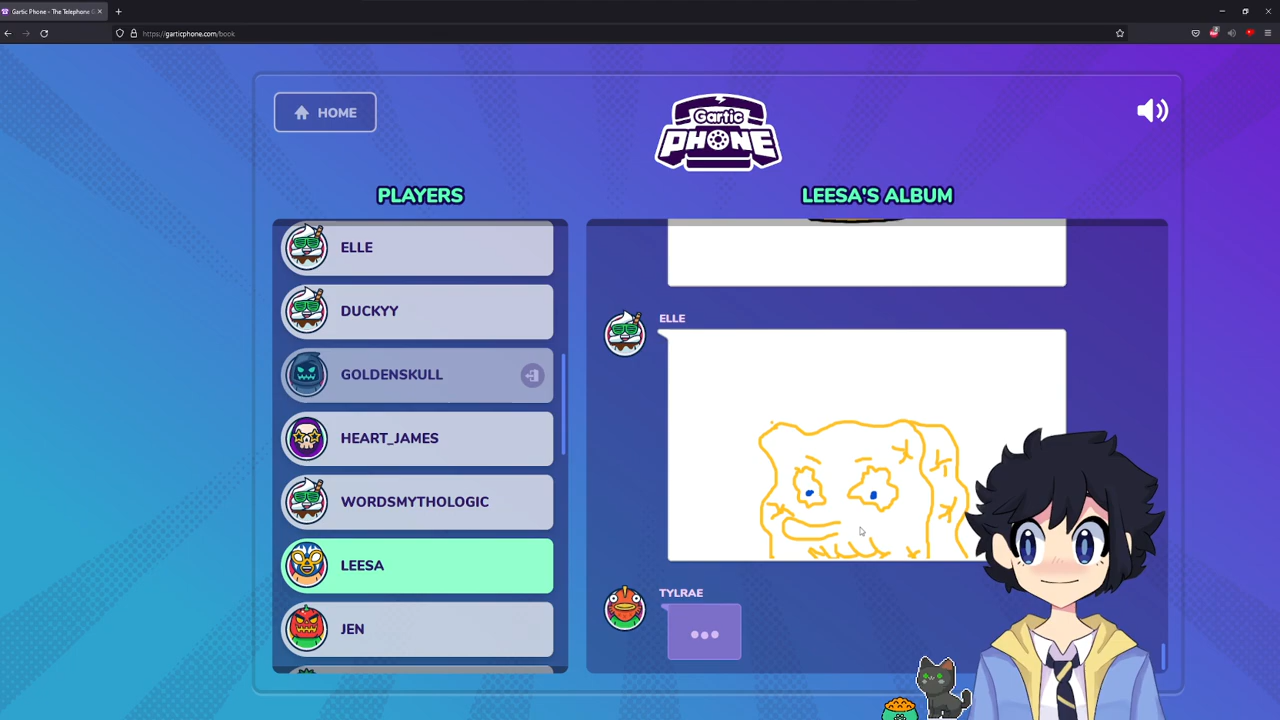 Gartic Phone - The Telephone G
https://garticphone.com/book
HOME
Gartic
PHONE
PLAYERS
LEESA'S ALBUM
ELLE
DUCKYY
GOLDENSKULL
HEART_JAMES
WORDSMYTHOLOGIC
LEESA
JEN
ELLE
TYLRAE